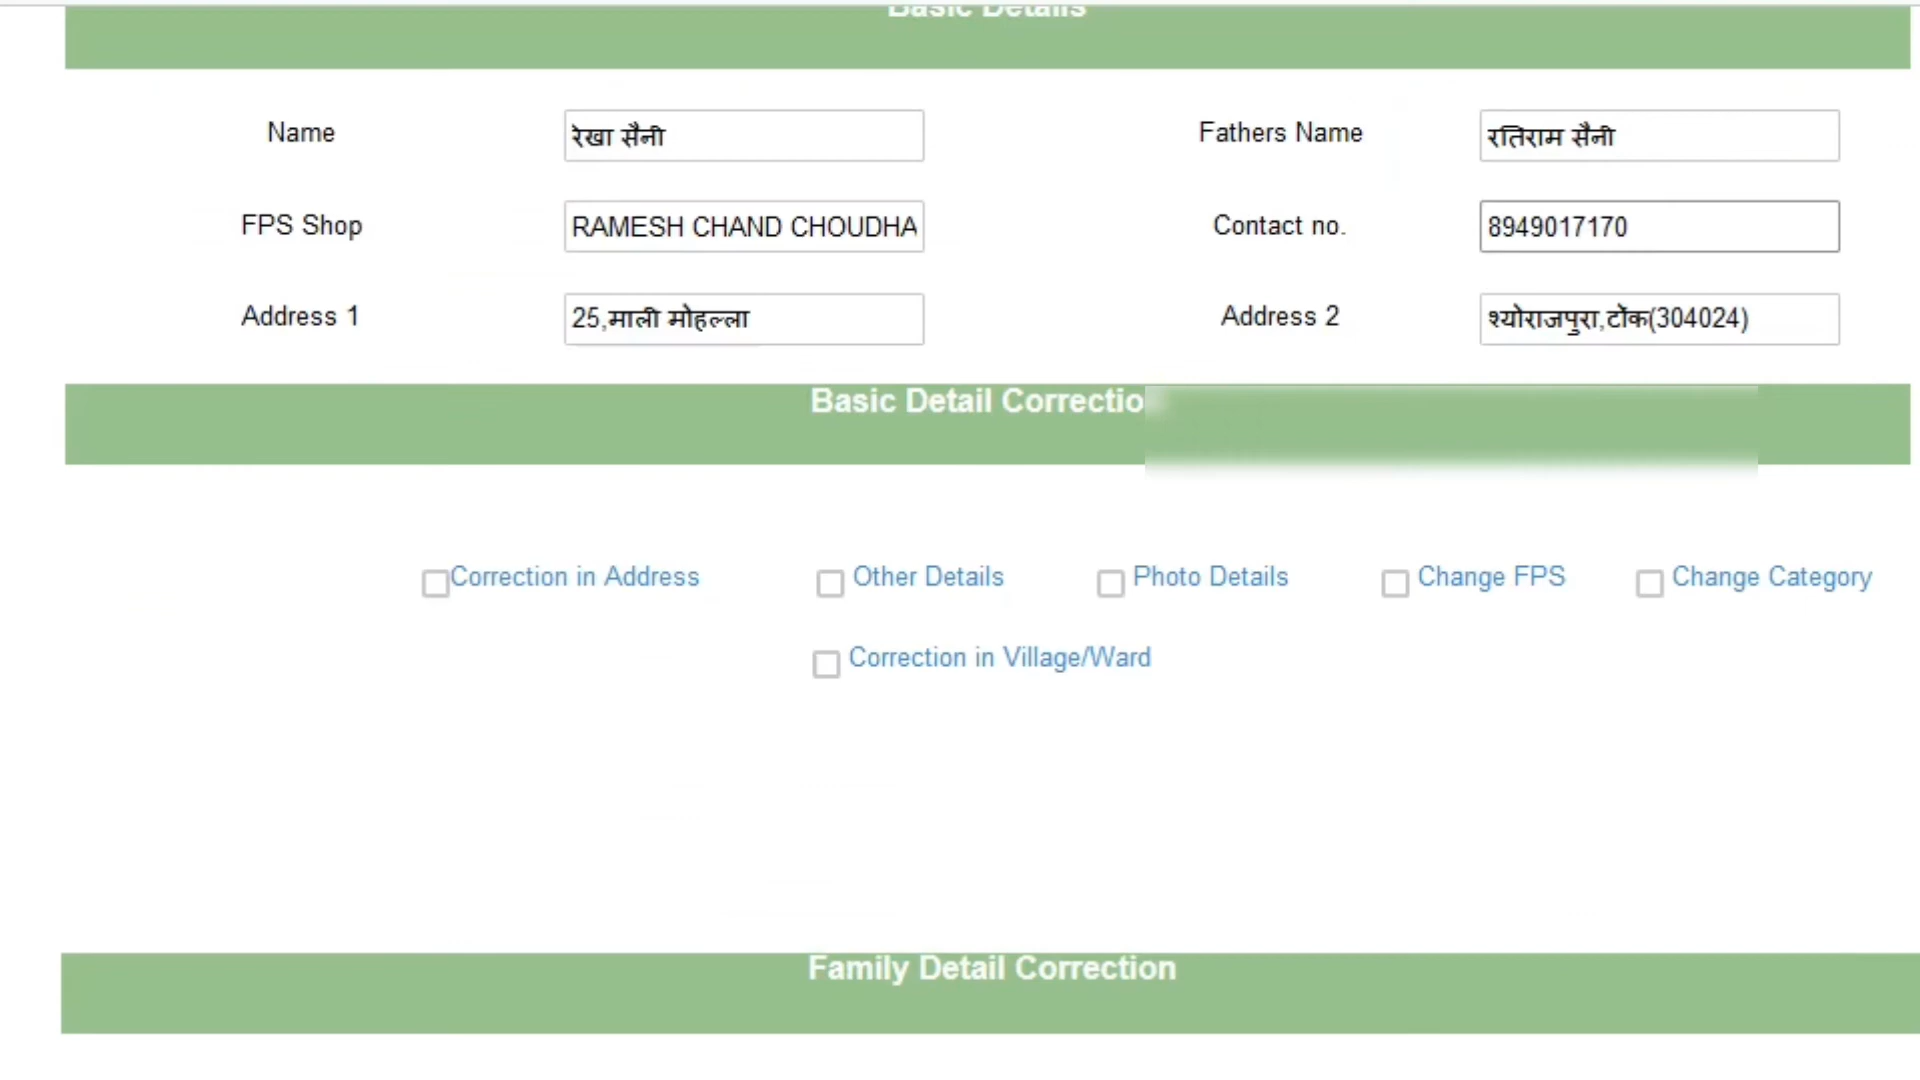 Basic Details
Name रेखा सैनी Fathers Name रतिराम सैनी
FPS Shop RAMESH CHAND CHOUDHA Contact no. 8949017170
Address 1 25,माली मोहल्ला Address 2 श्योराजपुरा,टोंक(304024)
Basic Detail Correctio
Correction in Address Other Details Photo Details Change FPS Change Category
Correction in Village/Ward
Family Detail Correction